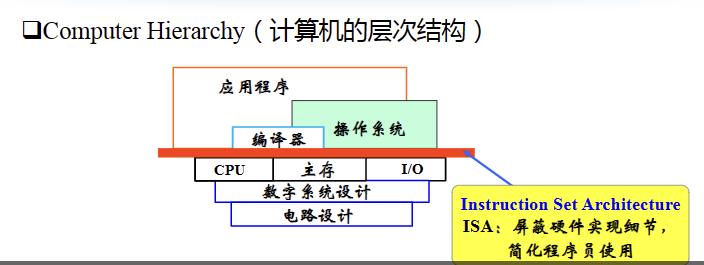 ❑Computer Hierarchy（计算机的层次结构）
应用程序
操作系统
编译器
CPU 主存 I/O
数字系统设计
电路设计
Instruction Set Architecture
ISA：屏蔽硬件实现细节，
简化程序员使用